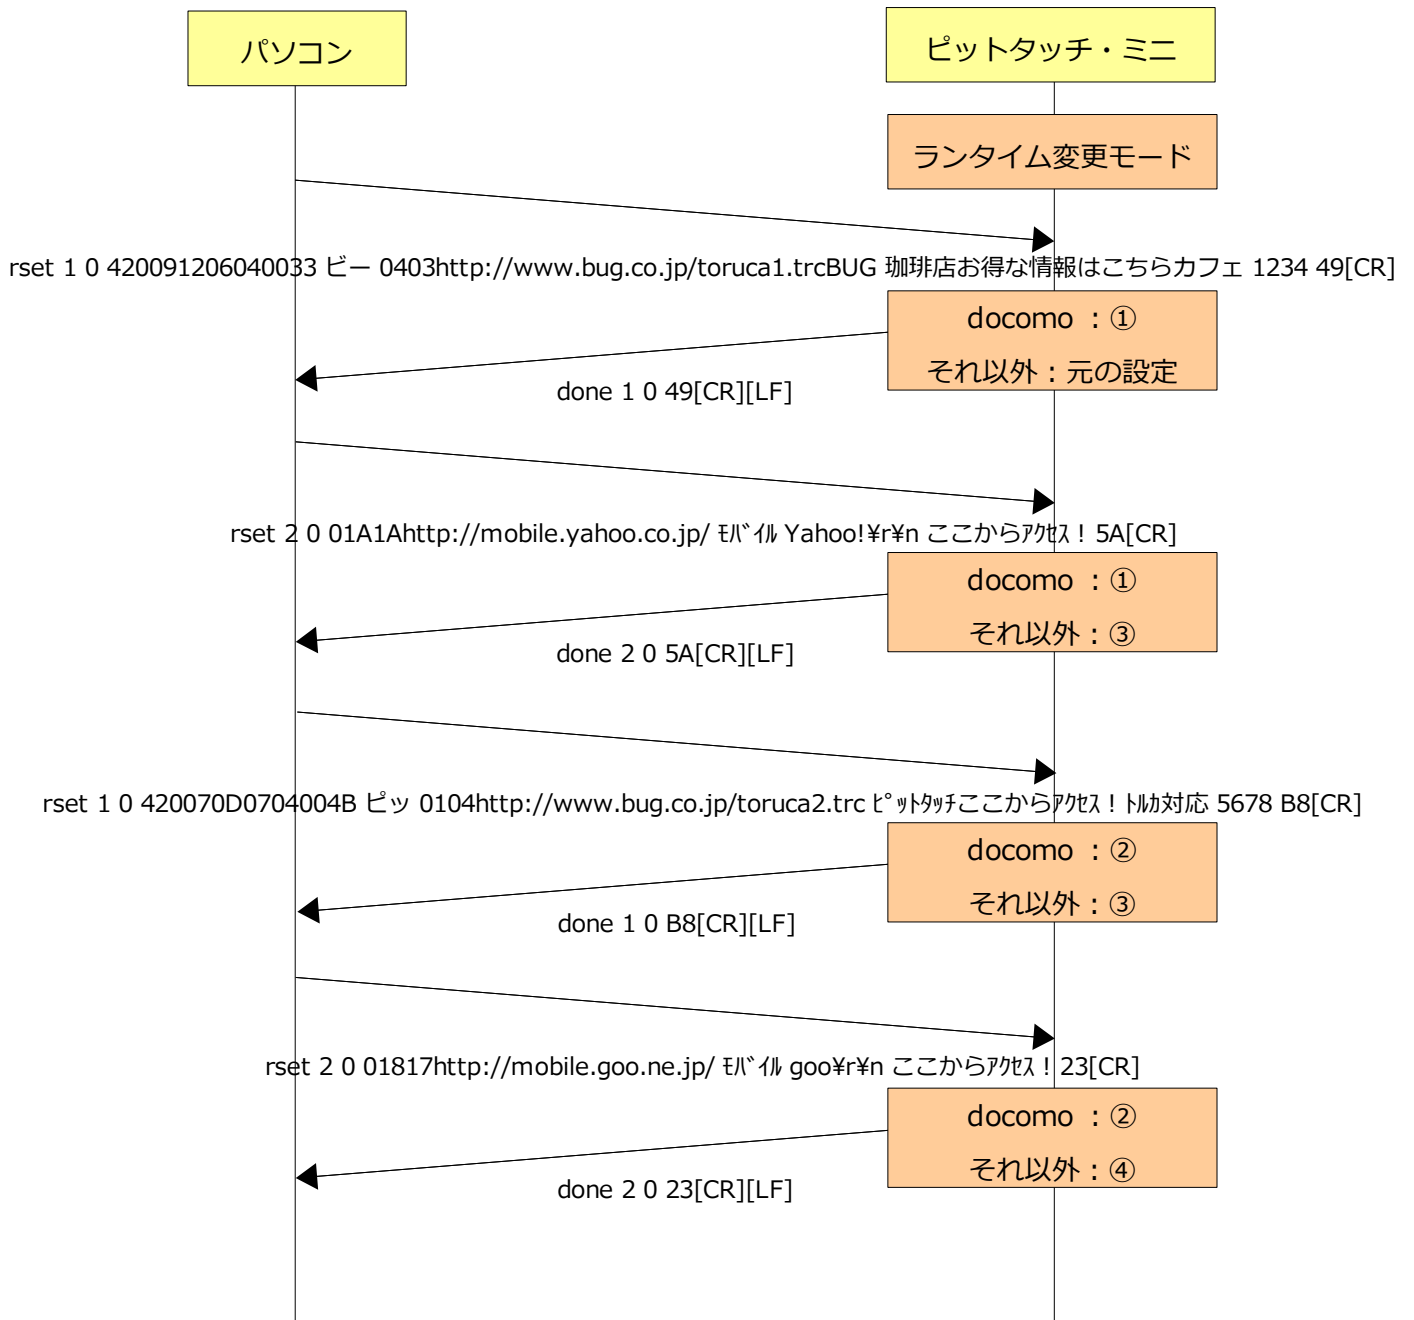 パソコン
ピットタッチ・ミニ
ランタイム変更モード
rset 1 0 420091206040033 ビー 0403http://www.bug.co.jp/toruca1.trcBUG 珈琲店お得な情報はこちらカフェ 1234 49[CR]
docomo ：①
それ以外：元の設定
done 1 0 49[CR][LF]
rset 2 0 01A1Ahttp://mobile.yahoo.co.jp/ ﾓﾊﾞｲﾙ Yahoo!¥r¥n ここからｱｸｾｽ！5A[CR]
docomo ：①
それ以外：③
done 2 0 5A[CR][LF]
rset 1 0 420070D0704004B ピッ 0104http://www.bug.co.jp/toruca2.trc ﾋﾟｯﾄﾀｯﾁここからｱｸｾｽ！ﾄﾙｶ対応 5678 B8[CR]
docomo ：②
それ以外：③
done 1 0 B8[CR][LF]
rset 2 0 01817http://mobile.goo.ne.jp/ ﾓﾊﾞｲﾙ goo¥r¥n ここからｱｸｾｽ！23[CR]
docomo ：②
それ以外：④
done 2 0 23[CR][LF]